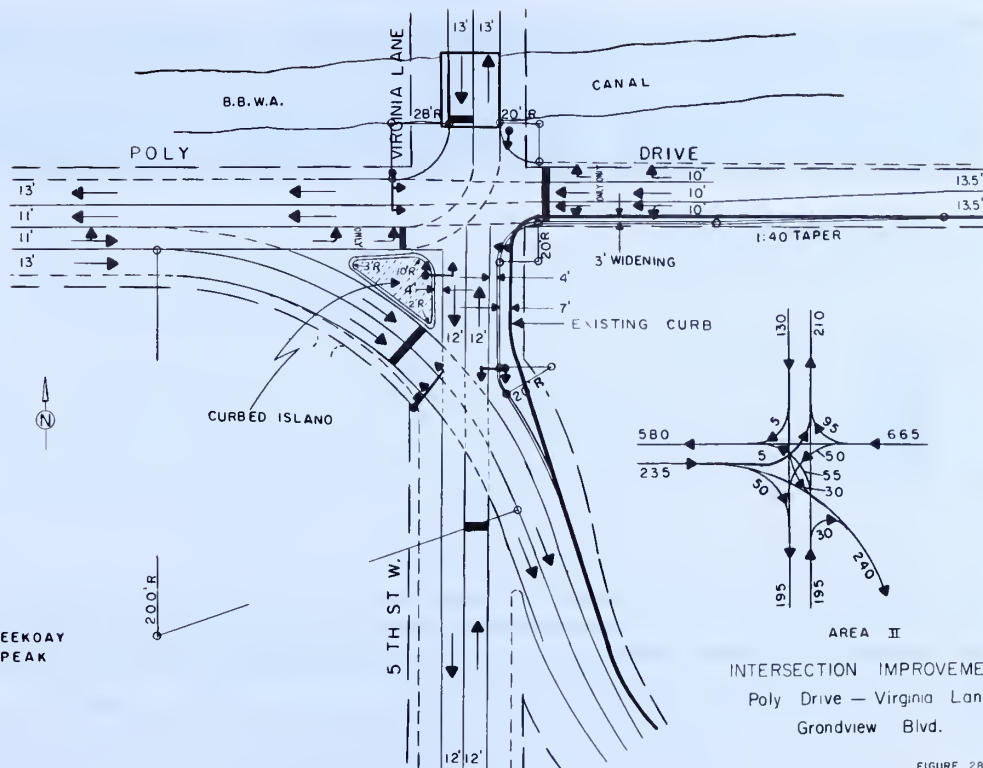 13' 13'
VIRGINIA LANE
B.B.W.A.
CANAL
28'R
20'R
POLY
DRIVE
13'
11'
11'
13'
ONLY
ONLY
ONLY
10'
10'
10'
13.5'
13.5'
1:40 TAPER
3' WIDENING
20'R
3'R
10'R
4'
2'R
4'
7'
EXISTING CURB
12' 12'
20'R
N
CURBED ISLAND
200'R
5 TH ST W.
12' 12'
EEKDAY
PEAK
130
210
5
95
580
665
5
50
235
55
30
50
30
240
195
195
AREA II
INTERSECTION IMPROVEME
Poly Drive — Virginia Lan
Grandview Blvd.
FIGURE 28